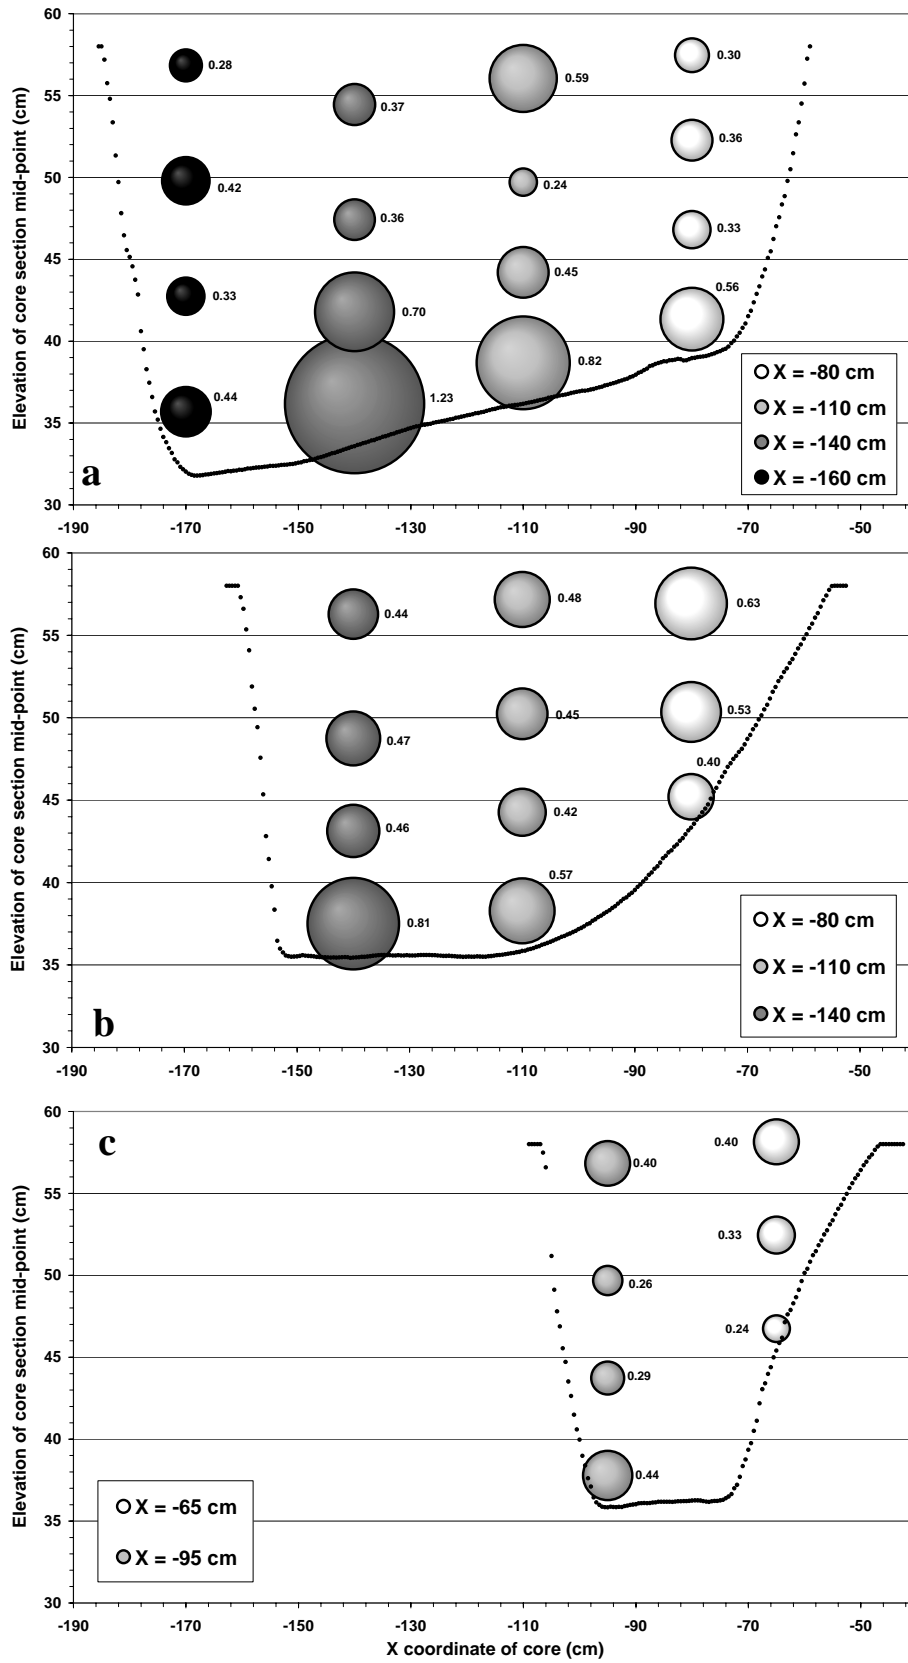 60
55
50
45
40
35
30
Elevation of core section mid-point (cm)
0.28
0.42
0.33
0.44
0.37
0.36
0.70
1.23
0.59
0.24
0.45
0.82
0.30
0.36
0.33
0.56
X = -80 cm
X = -110 cm
X = -140 cm
X = -160 cm
a
-190 -170 -150 -130 -110 -90 -70 -50
60
55
50
45
40
35
30
Elevation of core section mid-point (cm)
0.44
0.47
0.46
0.81
0.48
0.45
0.42
0.57
0.63
0.53
0.40
X = -80 cm
X = -110 cm
X = -140 cm
b
-190 -170 -150 -130 -110 -90 -70 -50
60
55
50
45
40
35
30
Elevation of core section mid-point (cm)
c
0.40
0.26
0.29
0.44
0.40
0.33
0.24
X = -65 cm
X = -95 cm
-190 -170 -150 -130 -110 -90 -70 -50
X coordinate of core (cm)